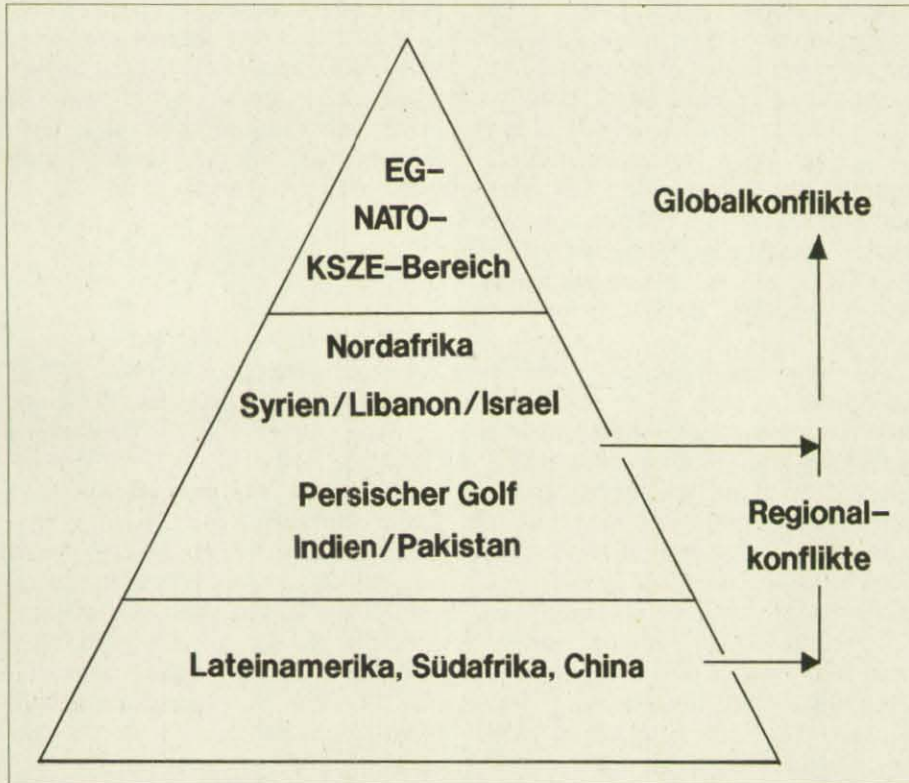 EG–
NATO–
KSZE–Bereich
Globalkonflikte
Nordafrika
Syrien/Libanon/Israel
Persischer Golf
Indien/Pakistan
Regional–
konflikte
Lateinamerika, Südafrika, China